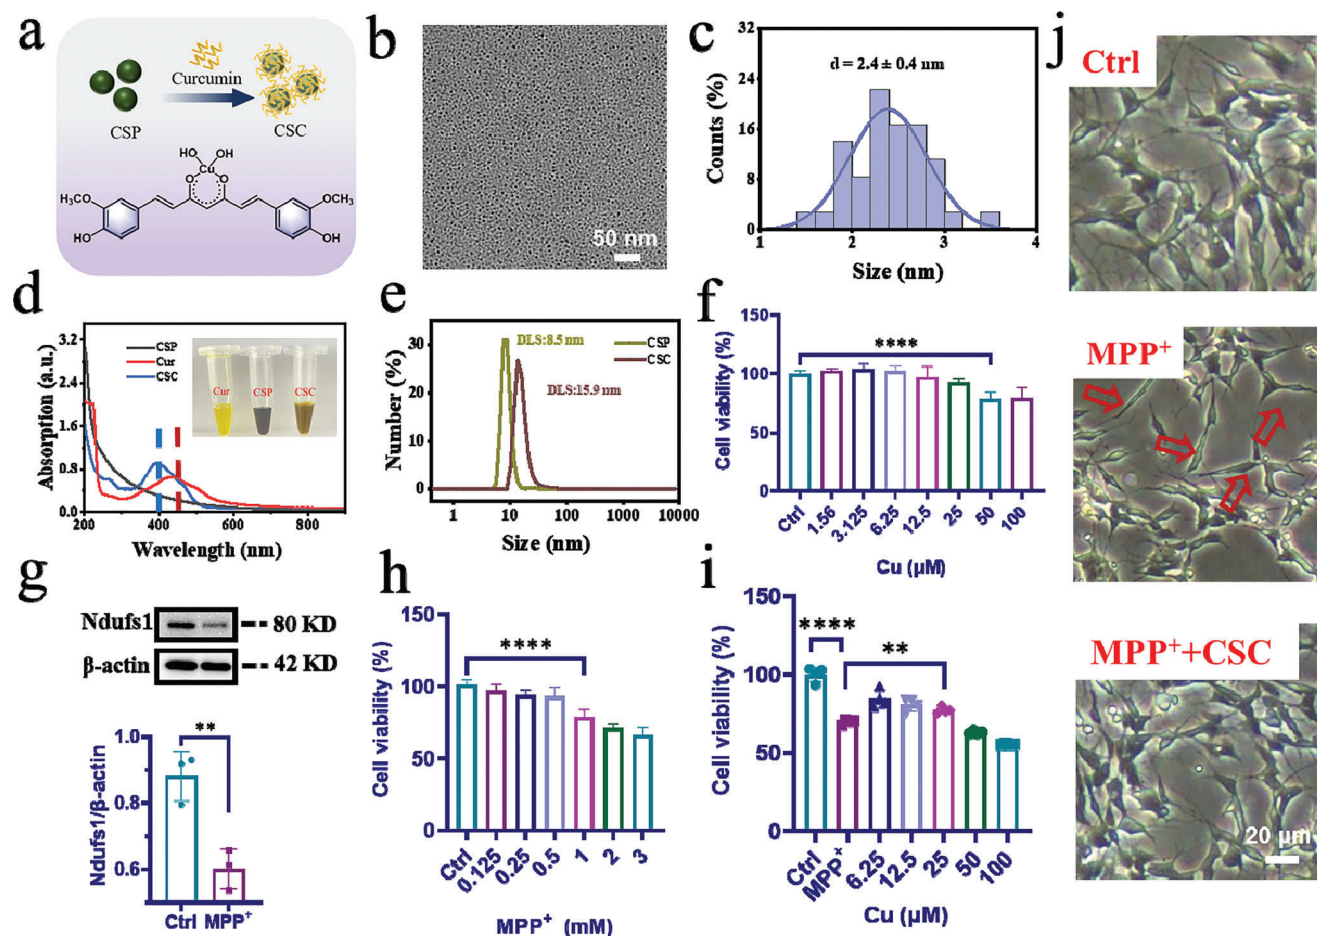 a
Curcumin
CSP
CSC
HO
OH
Cu
O
O
H₃CO
OCH₃
HO
OH
b
50 nm
c
d = 2.4 ± 0.4 nm
Counts (%)
32
24
16
8
0
1
2
3
4
Size (nm)
j
Ctrl
MPP⁺
MPP⁺+CSC
20 μm
d
Absorption (a.u.)
3.2
2.4
1.6
0.8
0.0
CSP
Cur
CSC
Cur
CSP
CSC
200
400
600
800
Wavelength (nm)
e
Number (%)
30
20
10
0
DLS:8.5 nm
DLS:15.9 nm
CSP
CSC
1
10
100
1000
10000
Size (nm)
f
Cell viability (%)
150
100
50
0
****
Ctrl
1.56
3.125
6.25
12.5
25
50
100
Cu (μM)
g
Ndufs1
80 KD
β-actin
42 KD
Ndufs1/β-actin
1.0
0.8
0.6
**
Ctrl MPP⁺
h
Cell viability (%)
150
100
50
0
****
Ctrl
0.125
0.25
0.5
1
2
3
MPP⁺ (mM)
i
Cell viability (%)
150
100
50
0
****
**
Ctrl
MPP⁺
6.25
12.5
25
50
100
Cu (μM)